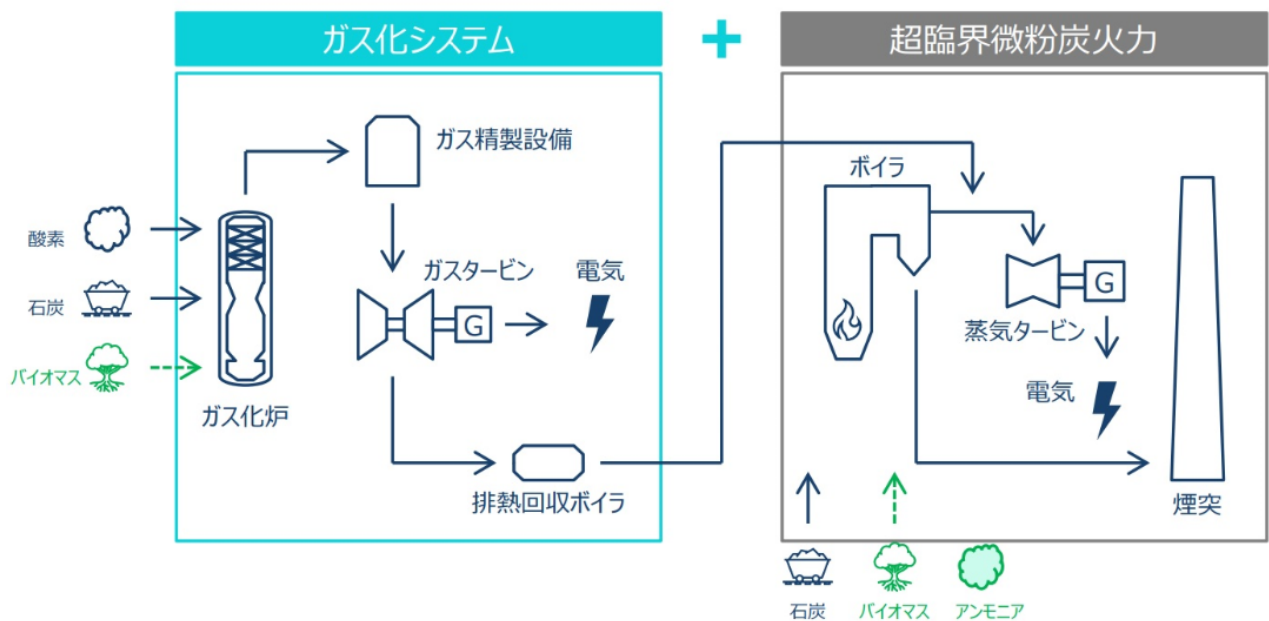 ガス化システム
+
超臨界微粉炭火力
ガス精製設備
ボイラ
酸素
ガスタービン
電気
石炭
G
G
蒸気タービン
バイオマス
ガス化炉
電気
排熱回収ボイラ
煙突
石炭
バイオマス
アンモニア